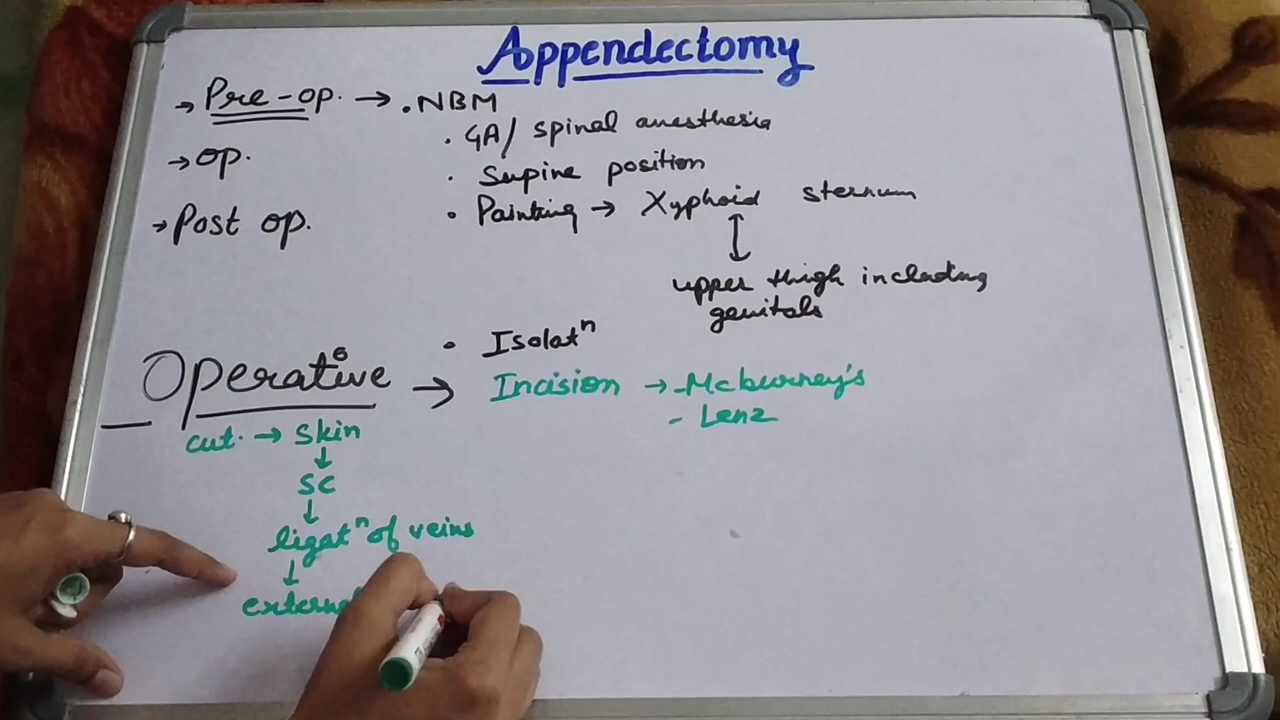 Appendectomy
→ Pre-op. → . NBM
. GA/ spinal anesthesia
→ op.
. Supine position
. Painting → Xyphoid sternum
→ Post op.
↕
upper thigh including
genitals
. Isolatⁿ
Operative →
Incision → - Mcburney's
- Lenz
cut. → Skin
↓
SC
↓
ligatⁿ of veins
↓
external